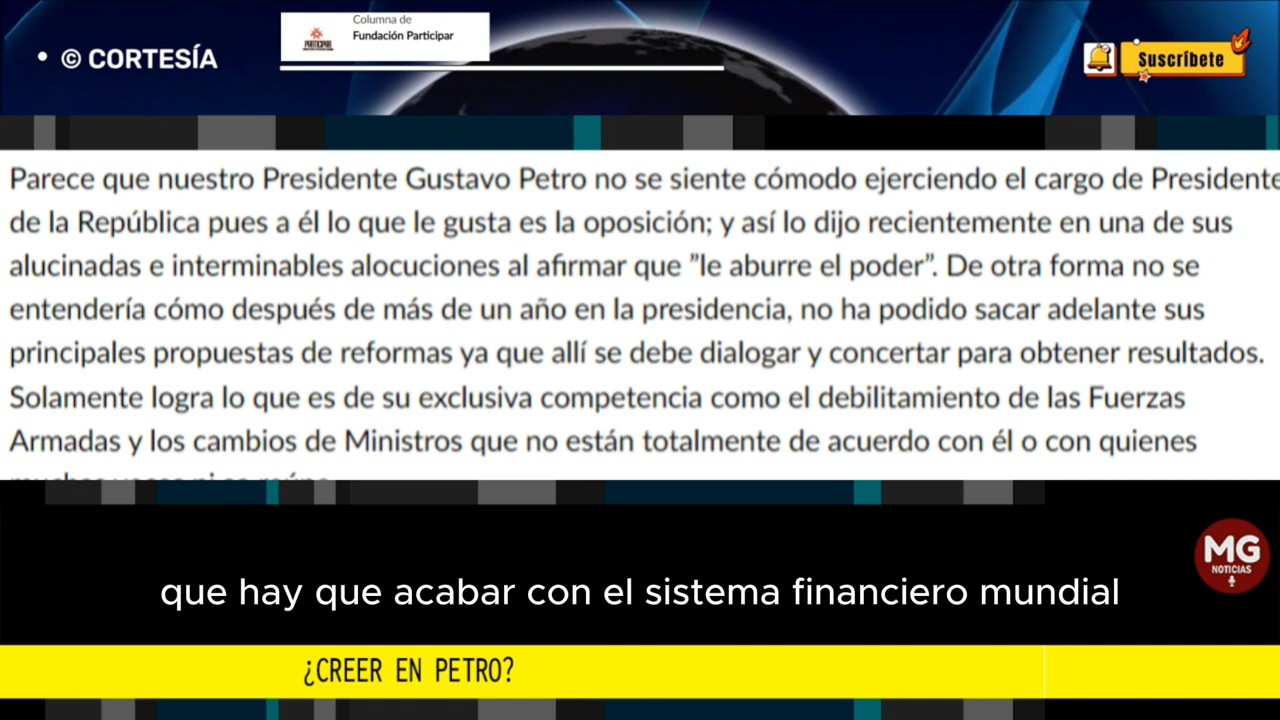 • © CORTESÍA
Columna de
Fundación Participar
PARTICIPAR
Suscríbete
Parece que nuestro Presidente Gustavo Petro no se siente cómodo ejerciendo el cargo de Presidente
de la República pues a él lo que le gusta es la oposición; y así lo dijo recientemente en una de sus
alucinadas e interminables alocuciones al afirmar que ”le aburre el poder”. De otra forma no se
entendería cómo después de más de un año en la presidencia, no ha podido sacar adelante sus
principales propuestas de reformas ya que allí se debe dialogar y concertar para obtener resultados.
Solamente logra lo que es de su exclusiva competencia como el debilitamiento de las Fuerzas
Armadas y los cambios de Ministros que no están totalmente de acuerdo con él o con quienes
MG
NOTICIAS
que hay que acabar con el sistema financiero mundial
¿CREER EN PETRO?